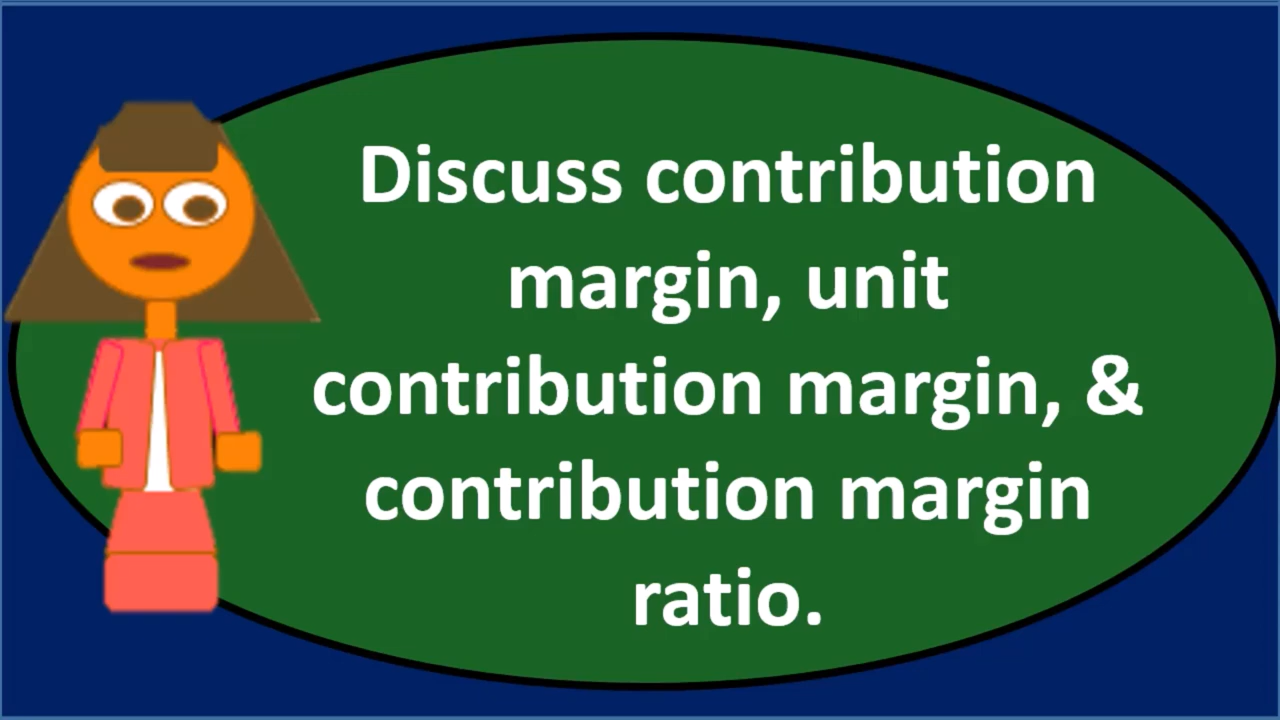 Discuss contribution
margin, unit
contribution margin, &
contribution margin
ratio.